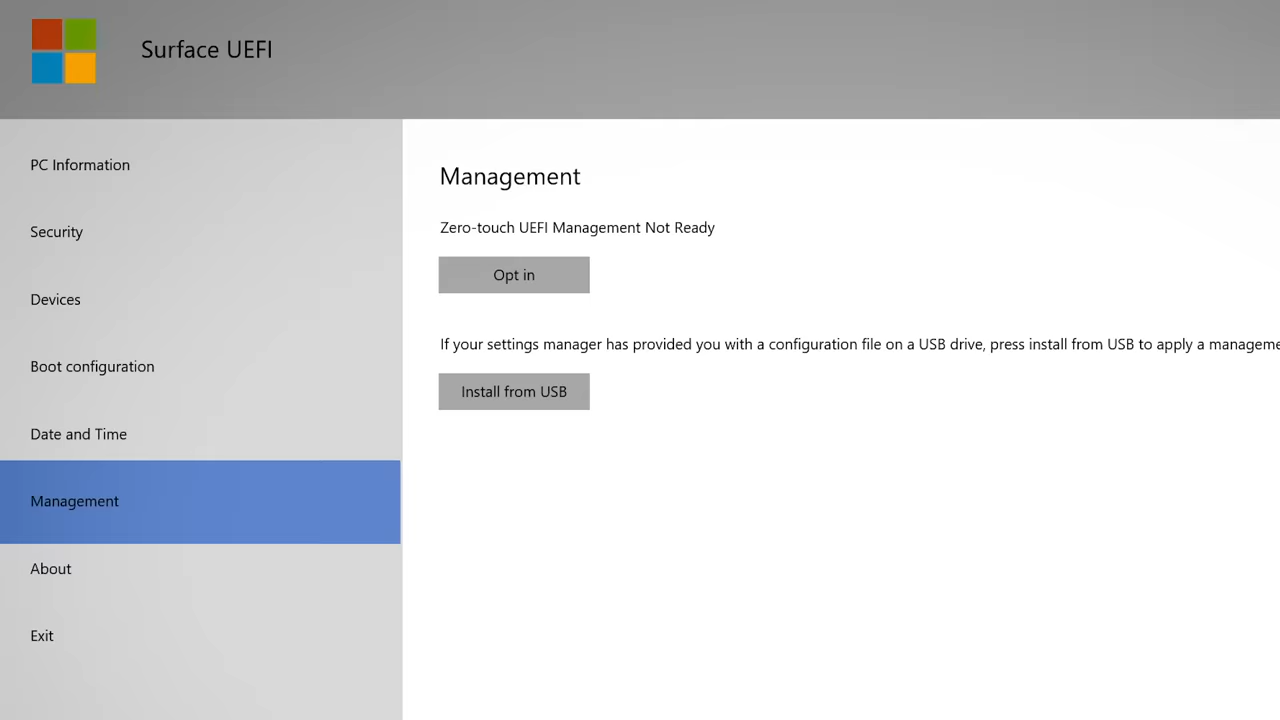 Surface UEFI
PC Information
Security
Devices
Boot configuration
Date and Time
Management
About
Exit
Management
Zero-touch UEFI Management Not Ready
Opt in
If your settings manager has provided you with a configuration file on a USB drive, press install from USB to apply a manageme
Install from USB